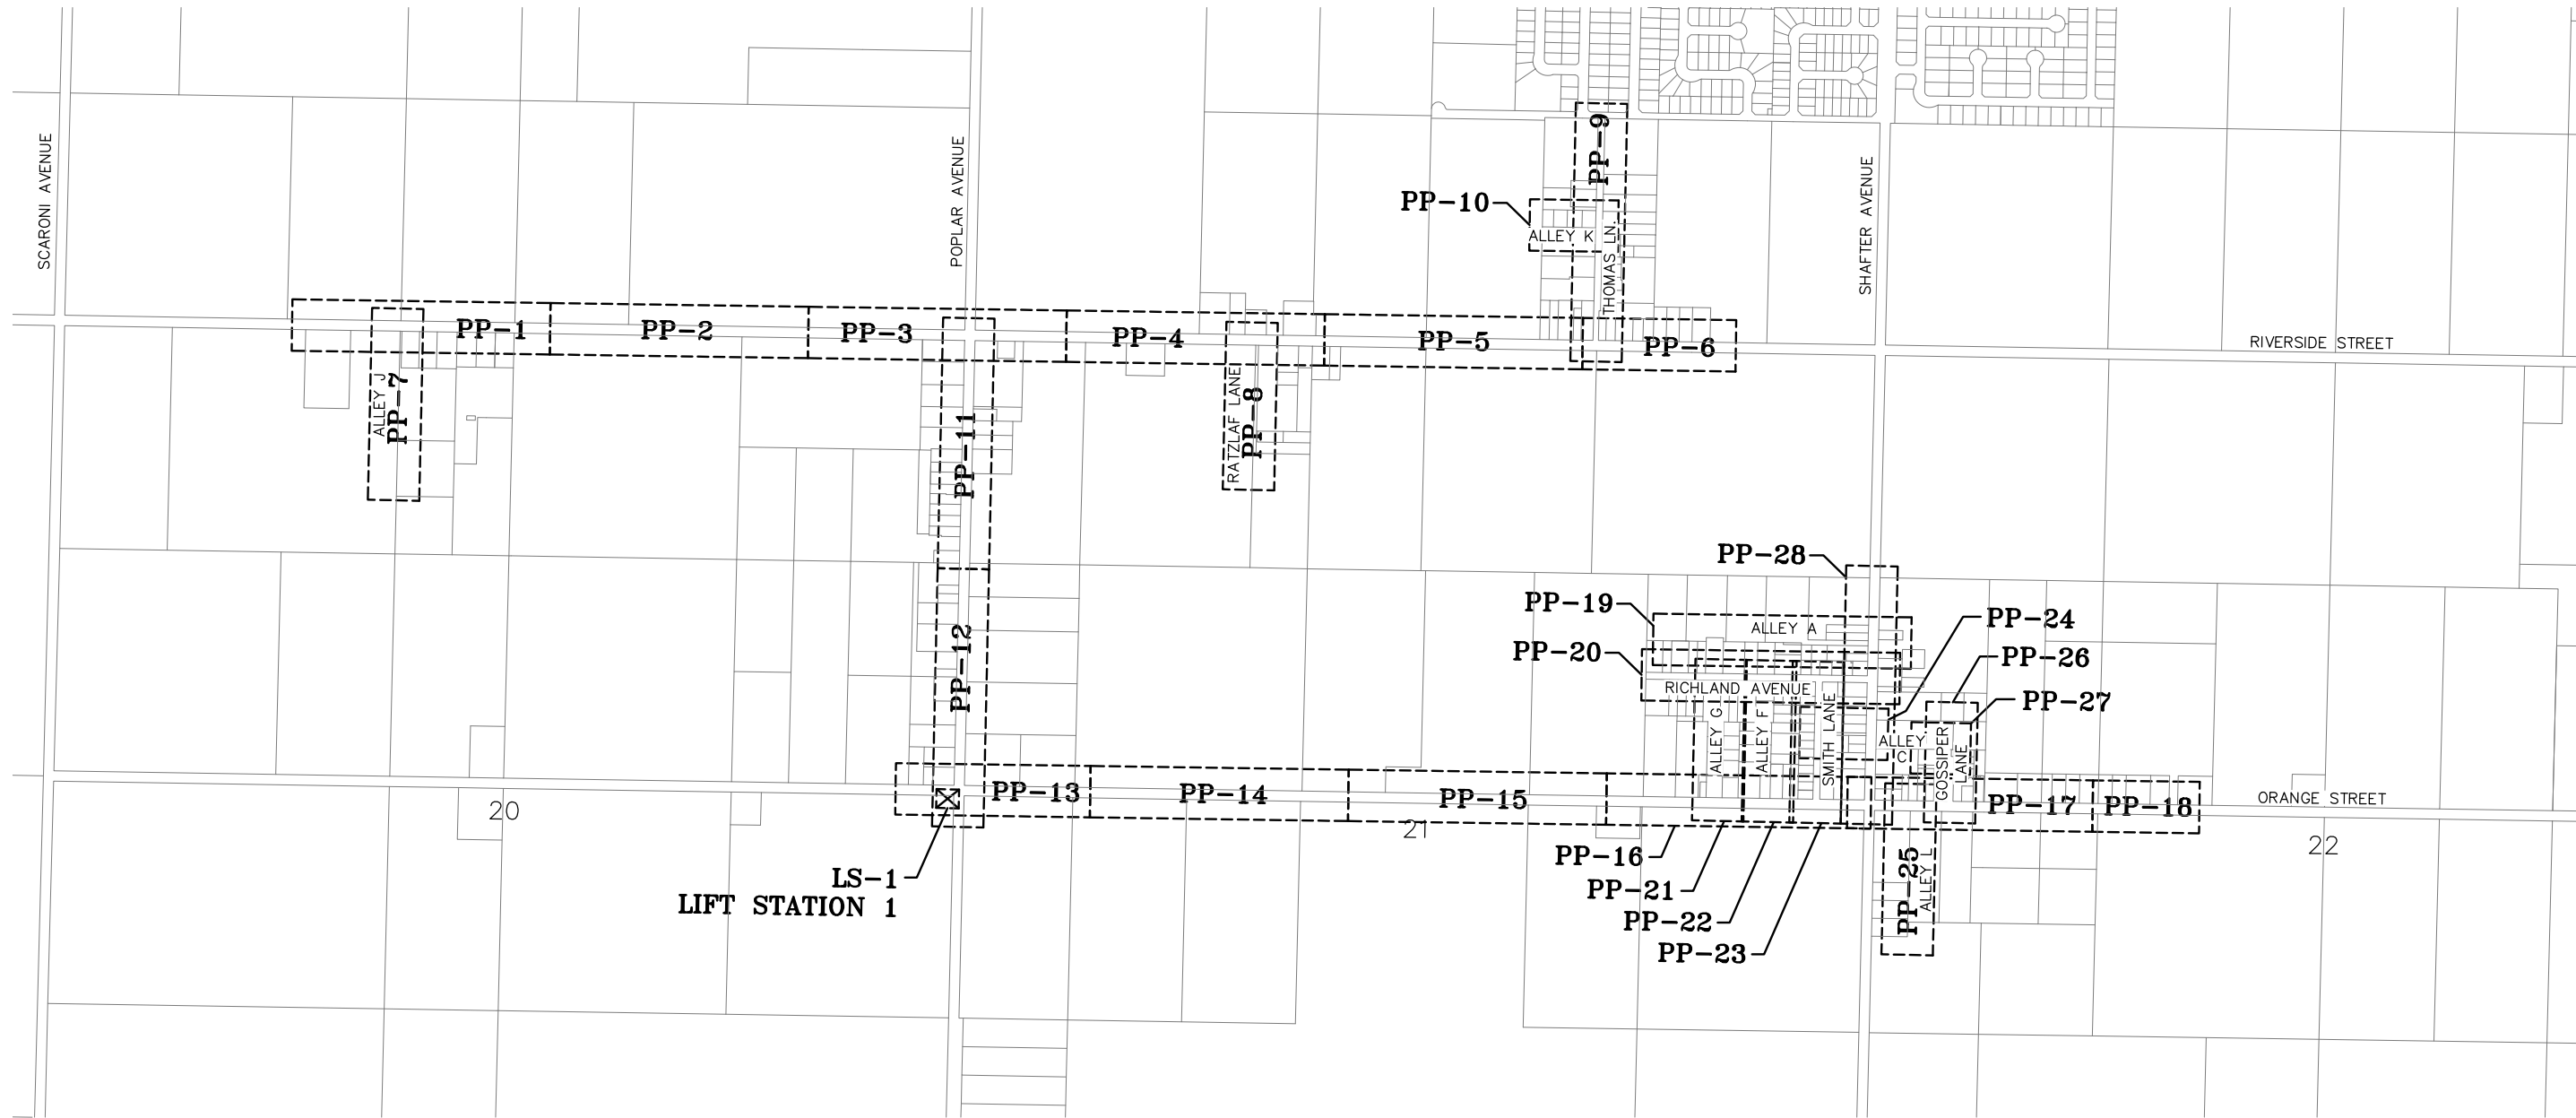 SCARONI AVENUE
POPLAR AVENUE
SHAFTER AVENUE
PP-9
PP-10
ALLEY K
THOMAS LN.
PP-1
PP-2
PP-3
PP-4
PP-5
PP-6
RIVERSIDE STREET
ALLEY J
PP-7
PP-11
RATZLAF LANE
PP-8
PP-28
PP-19
ALLEY A
PP-24
PP-20
PP-26
RICHLAND AVENUE
PP-27
PP-12
ALLEY G
ALLEY F
SMITH LANE
ALLEY
C
GOSSIPER
LANE
PP-13
PP-14
PP-15
PP-17
PP-18
ORANGE STREET
20
21
22
PP-16
PP-25
ALLEY L
LS-1
LIFT STATION 1
PP-21
PP-22
PP-23